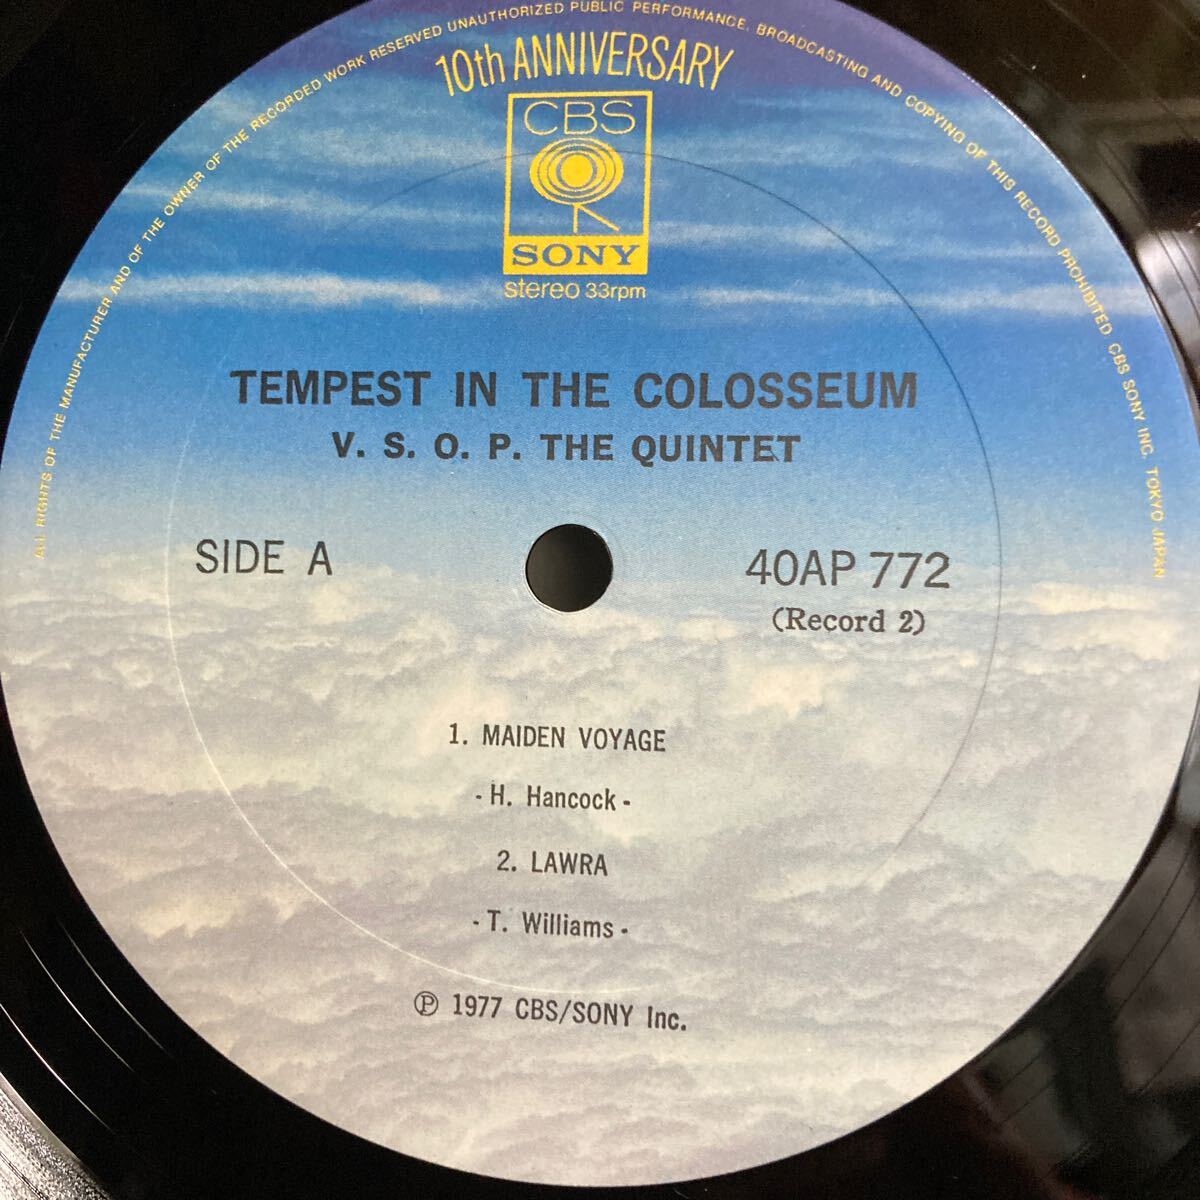 ALL RIGHTS OF THE MANUFACTURER AND OF THE OWNER OF THE RECORDED WORK RESERVED UNAUTHORIZED PUBLIC PERFORMANCE, BROADCASTING AND COPYING OF THIS RECORD PROHIBITED CBS SONY INC. TOKYO JAPAN
10th ANNIVERSARY
CBS
SONY
stereo 33rpm
TEMPEST IN THE COLOSSEUM
V. S. O. P. THE QUINTET
SIDE A
40AP 772
(Record 2)
1. MAIDEN VOYAGE
- H. Hancock -
2. LAWRA
- T. Williams -
Ⓟ 1977 CBS/SONY Inc.